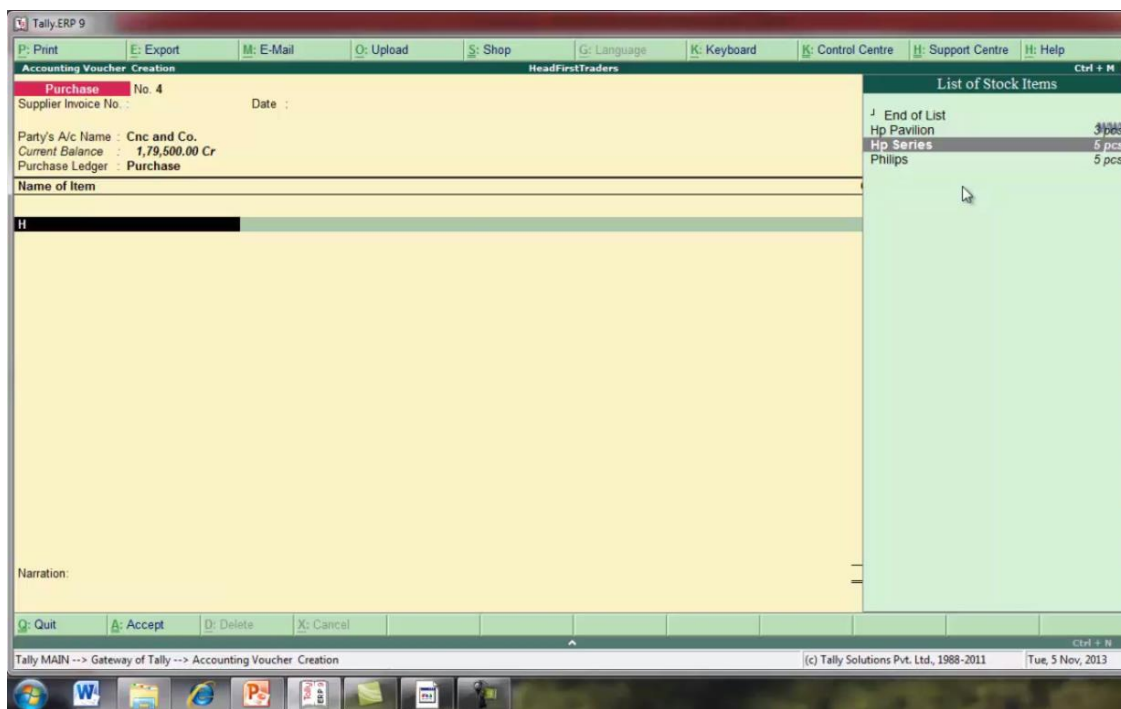 Tally.ERP 9
P: Print E: Export M: E-Mail O: Upload S: Shop G: Language K: Keyboard K: Control Centre H: Support Centre H: Help
Accounting Voucher Creation HeadFirstTraders Ctrl + M
Purchase No. 4
Supplier Invoice No. : Date :
Party's A/c Name : Cnc and Co.
Current Balance : 1,79,500.00 Cr
Purchase Ledger : Purchase
Name of Item
H
List of Stock Items
End of List
Hp Pavilion
Hp Series 5 pcs
Philips 5 pcs
Narration:
Q: Quit A: Accept D: Delete X: Cancel
Ctrl + N
Tally MAIN --> Gateway of Tally --> Accounting Voucher Creation (c) Tally Solutions Pvt. Ltd., 1988-2011 Tue, 5 Nov, 2013